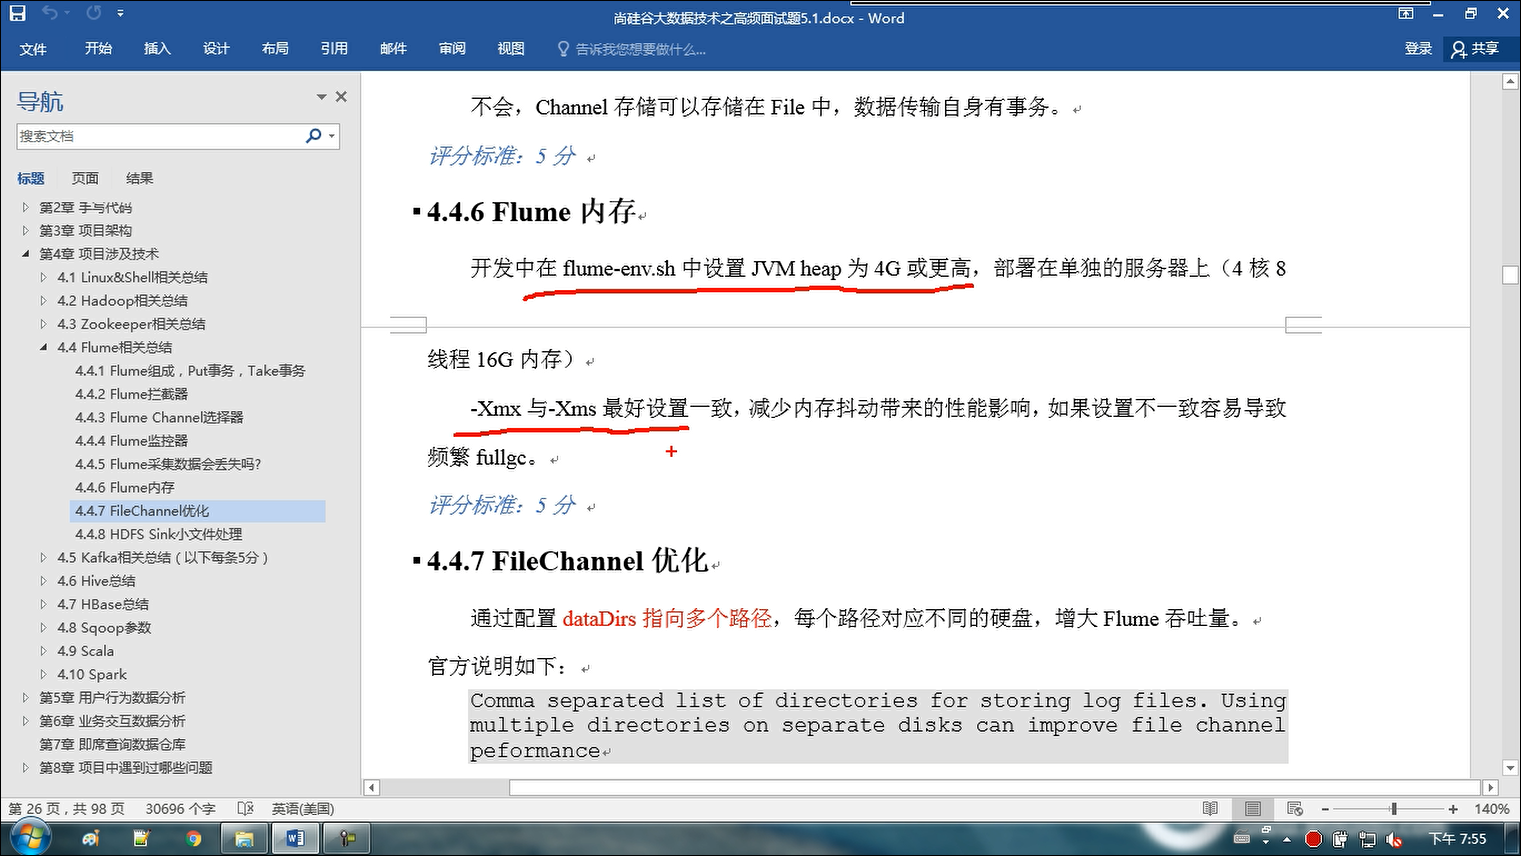 尚硅谷大数据技术之高频面试题5.1.docx - Word
文件 开始 插入 设计 布局 引用 邮件 审阅 视图 告诉我您想要做什么... 登录 共享
导航
搜索文档
标题 页面 结果
第2章 手写代码
第3章 项目架构
第4章 项目涉及技术
4.1 Linux&Shell相关总结
4.2 Hadoop相关总结
4.3 Zookeeper相关总结
4.4 Flume相关总结
4.4.1 Flume组成，Put事务，Take事务
4.4.2 Flume拦截器
4.4.3 Flume Channel选择器
4.4.4 Flume监控器
4.4.5 Flume采集数据会丢失吗?
4.4.6 Flume内存
4.4.7 FileChannel优化
4.4.8 HDFS Sink小文件处理
4.5 Kafka相关总结（以下每条5分）
4.6 Hive总结
4.7 HBase总结
4.8 Sqoop参数
4.9 Scala
4.10 Spark
第5章 用户行为数据分析
第6章 业务交互数据分析
第7章 即席查询数据仓库
第8章 项目中遇到过哪些问题
不会，Channel 存储可以存储在 File 中，数据传输自身有事务。
评分标准：5 分
4.4.6 Flume 内存
开发中在 flume-env.sh 中设置 JVM heap 为 4G 或更高，部署在单独的服务器上（4 核 8
线程 16G 内存）
-Xmx 与-Xms 最好设置一致，减少内存抖动带来的性能影响，如果设置不一致容易导致
频繁 fullgc。
评分标准：5 分
4.4.7 FileChannel 优化
通过配置 dataDirs 指向多个路径，每个路径对应不同的硬盘，增大 Flume 吞吐量。
官方说明如下：
Comma separated list of directories for storing log files. Using
multiple directories on separate disks can improve file channel
peformance
第 26 页，共 98 页 30696 个字 英语(美国) 140%
下午 7:55